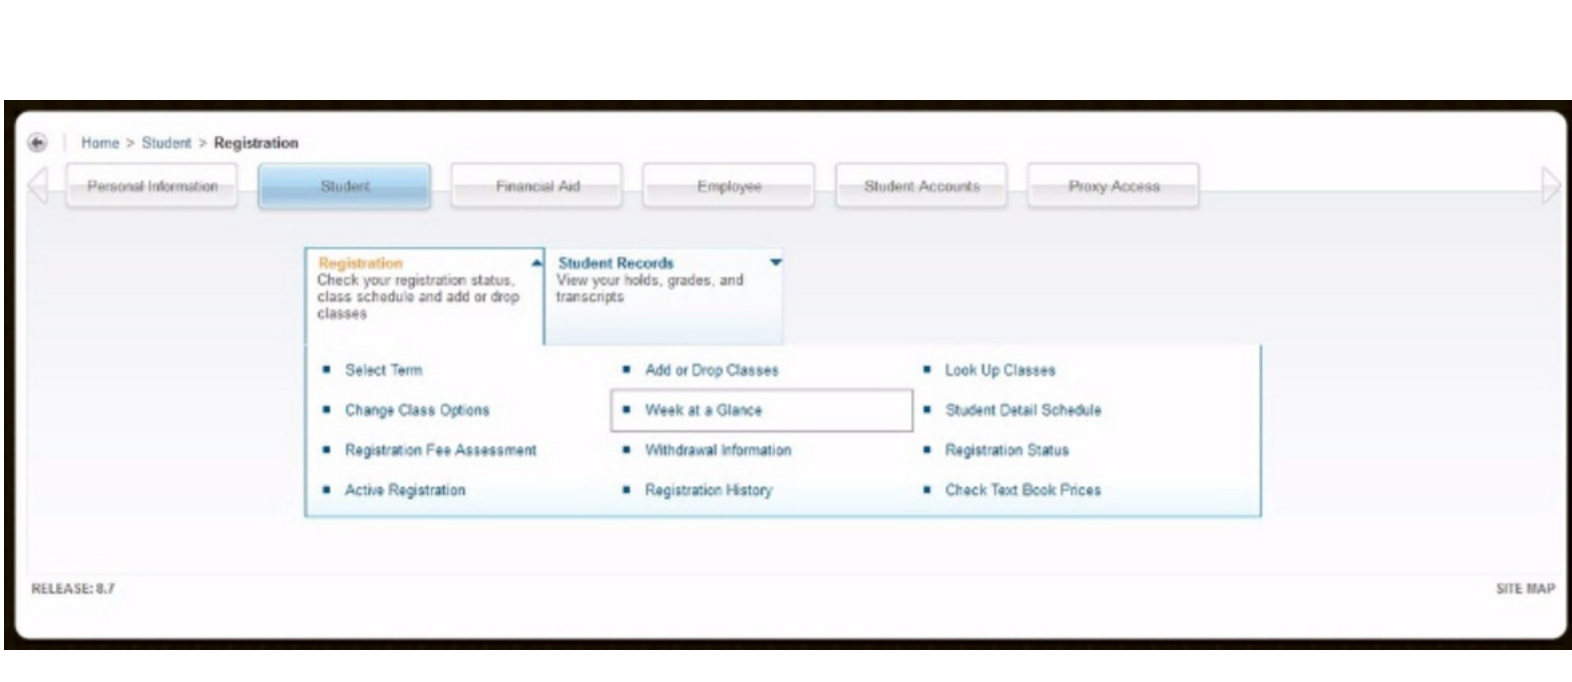 Home > Student > Registration
Personal Information Student Financial Aid Employee Student Accounts Proxy Access
Registration
Check your registration status,
class schedule and add or drop
classes
Student Records
View your holds, grades, and
transcripts
Select Term Add or Drop Classes Look Up Classes
Change Class Options Week at a Glance Student Detail Schedule
Registration Fee Assessment Withdrawal Information Registration Status
Active Registration Registration History Check Text Book Prices
RELEASE: 8.7 SITE MAP